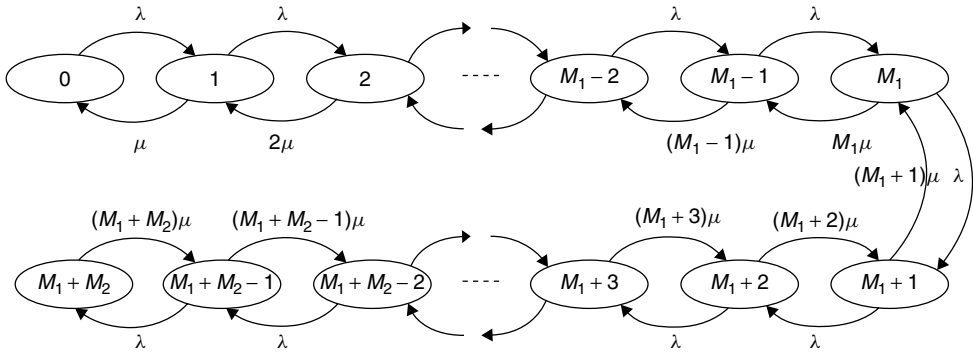 λ λ λ λ
0 1 2 ---- M₁ – 2 M₁ – 1 M₁
μ 2μ (M₁ – 1)μ M₁μ
(M₁ + 1)μ λ
(M₁ + M₂)μ (M₁ + M₂ – 1)μ (M₁ + 3)μ (M₁ + 2)μ
M₁ + M₂ M₁ + M₂ – 1 M₁ + M₂ – 2 ---- M₁ + 3 M₁ + 2 M₁ + 1
λ λ λ λ